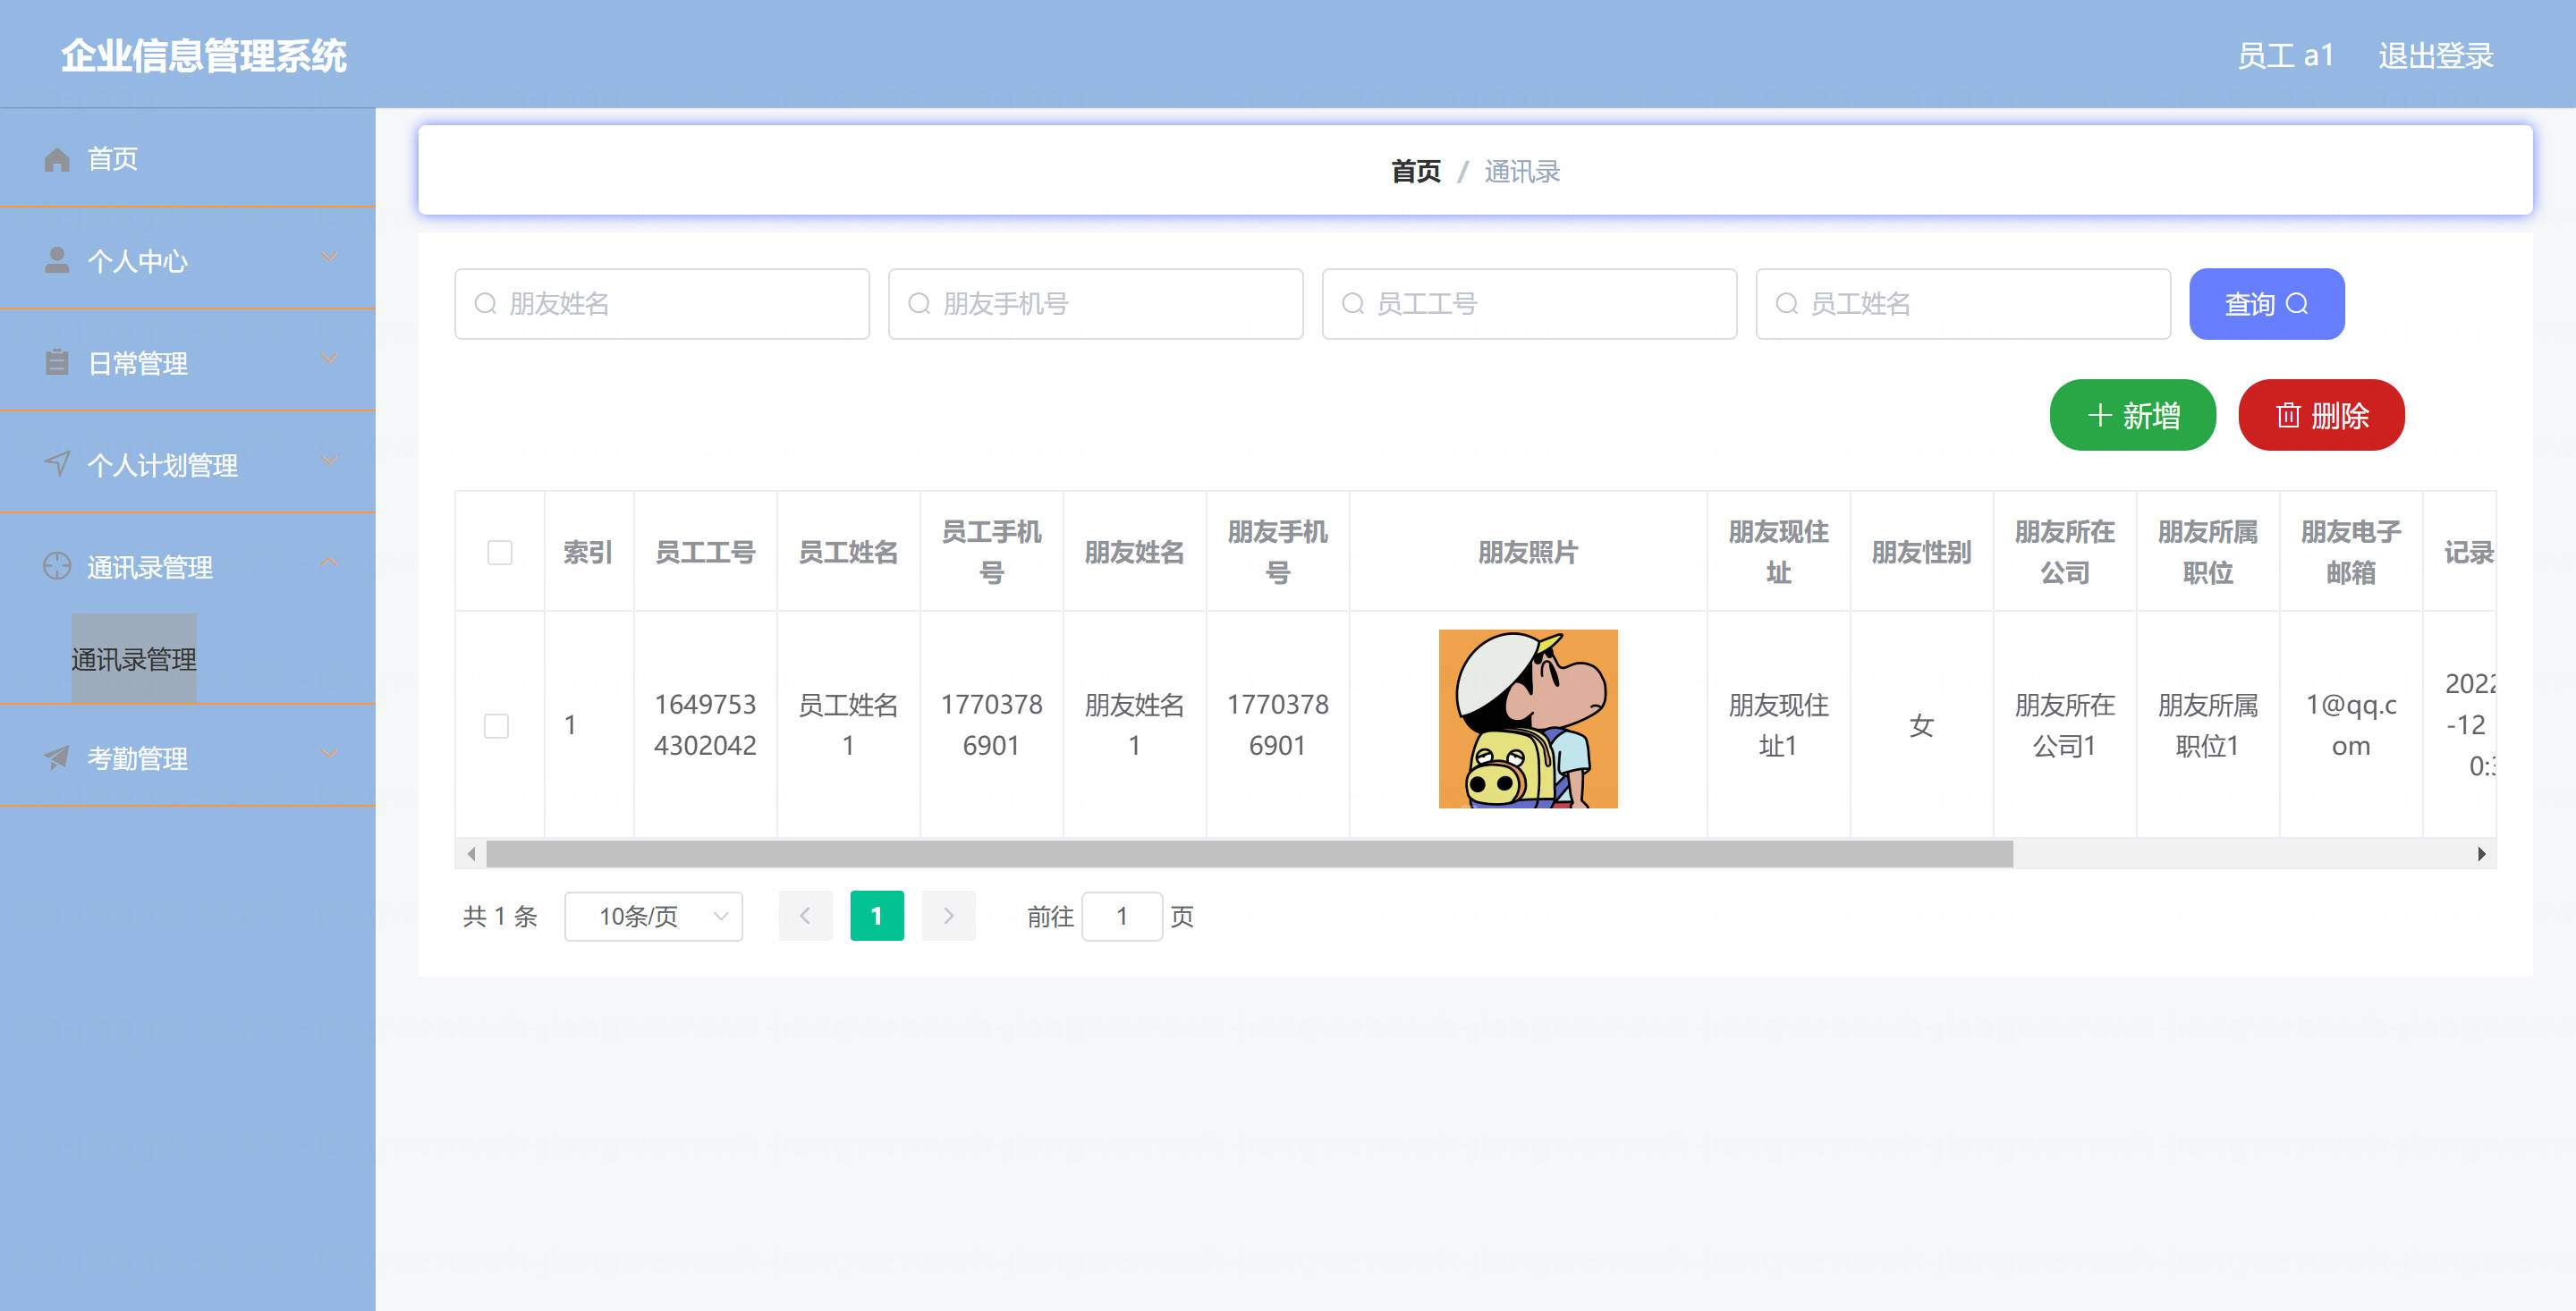 企业信息管理系统
员工 a1 退出登录
首页
个人中心
日常管理
个人计划管理
通讯录管理
通讯录管理
考勤管理
首页 / 通讯录
朋友姓名 朋友手机号 员工工号 员工姓名 查询
新增 删除
索引 员工工号 员工姓名 员工手机号 朋友姓名 朋友手机号 朋友照片 朋友现住址 朋友性别 朋友所在公司 朋友所属职位 朋友电子邮箱 记录
1 16497534302042 员工姓名1 17703786901 朋友姓名1 17703786901 朋友现住址1 女 朋友所在公司1 朋友所属职位1 1@qq.com 2022-12 0:
共 1 条 10条/页 1 前往 1 页